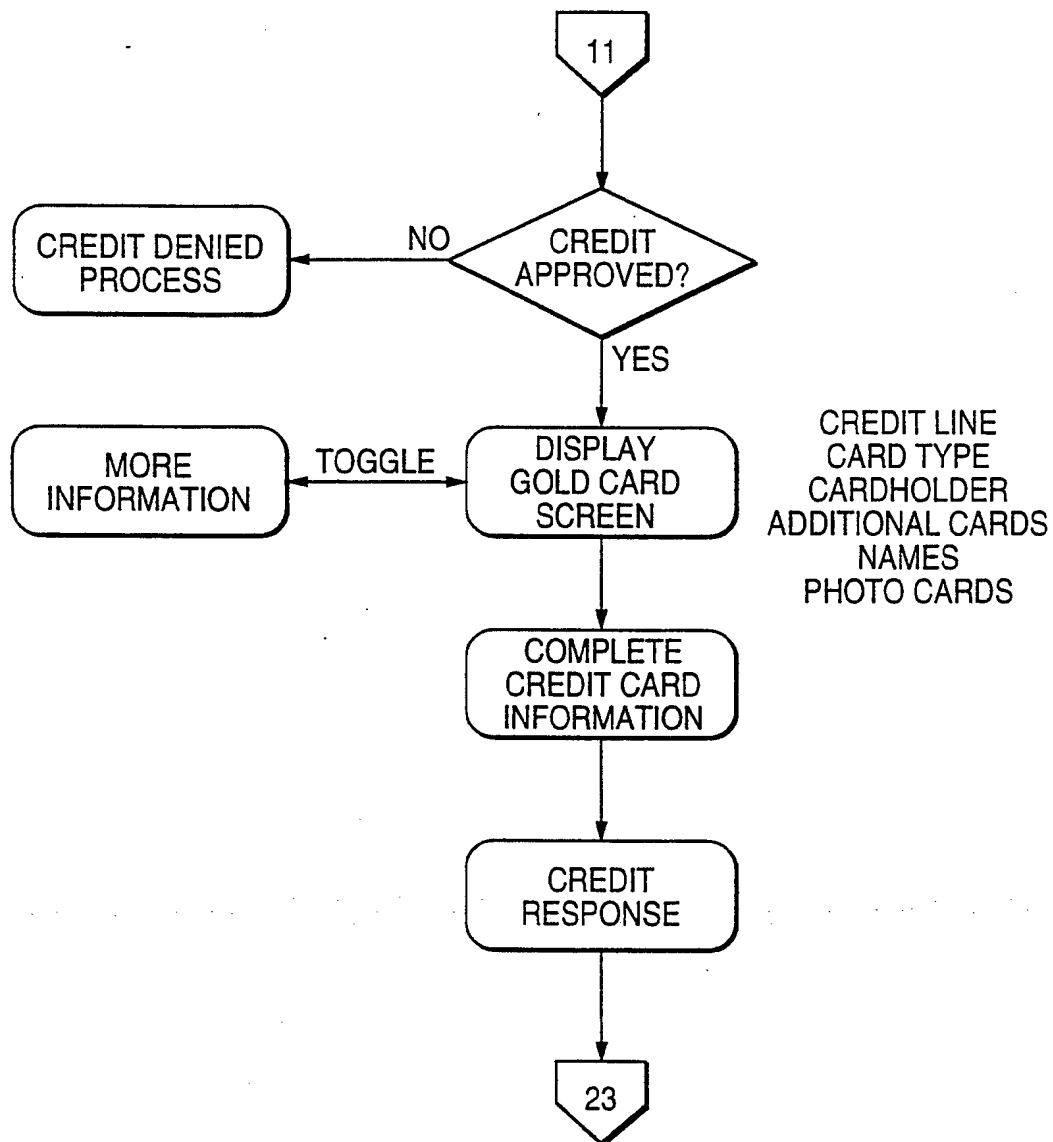 11
CREDIT
APPROVED?
NO
CREDIT DENIED
PROCESS
YES
MORE
INFORMATION
TOGGLE
DISPLAY
GOLD CARD
SCREEN
CREDIT LINE
CARD TYPE
CARDHOLDER
ADDITIONAL CARDS
NAMES
PHOTO CARDS
COMPLETE
CREDIT CARD
INFORMATION
CREDIT
RESPONSE
23